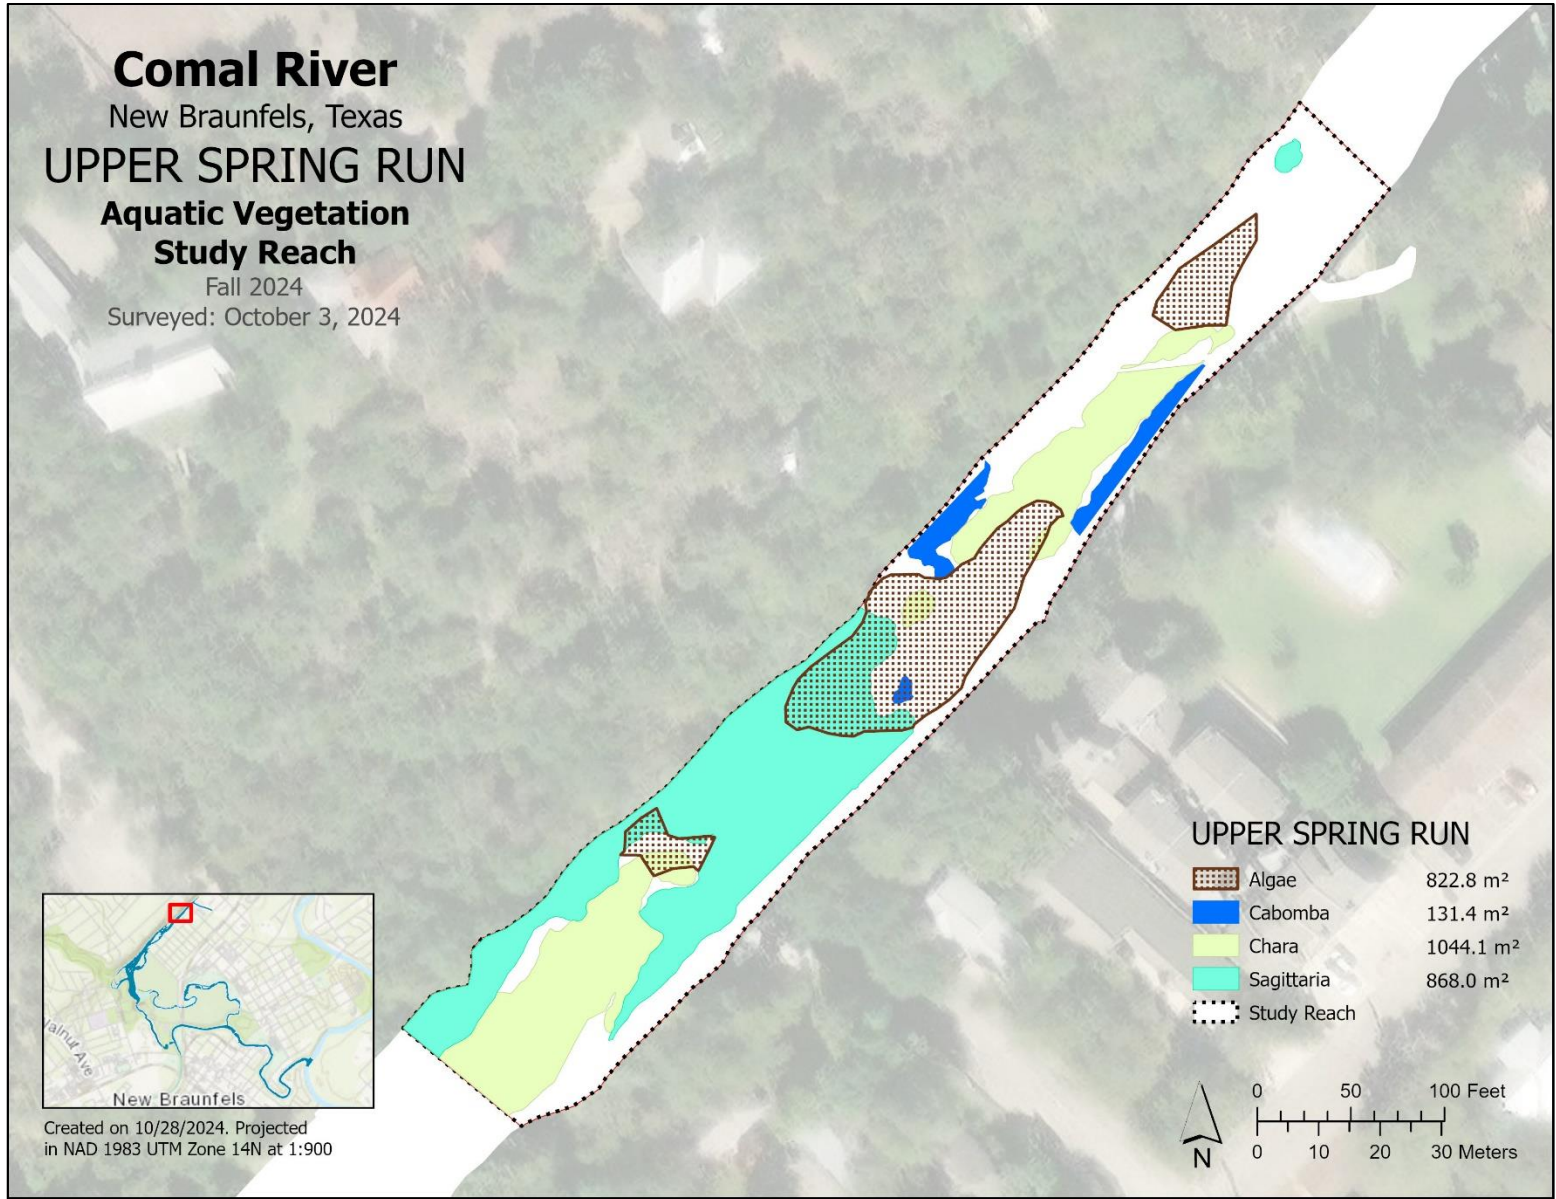 Comal River
New Braunfels, Texas
UPPER SPRING RUN
Aquatic Vegetation
Study Reach
Fall 2024
Surveyed: October 3, 2024
UPPER SPRING RUN
Algae 822.8 m²
Cabomba 131.4 m²
Chara 1044.1 m²
Sagittaria 868.0 m²
Study Reach
0 50 100 Feet
0 10 20 30 Meters
N
Walnut Ave
New Braunfels
Created on 10/28/2024. Projected
in NAD 1983 UTM Zone 14N at 1:900